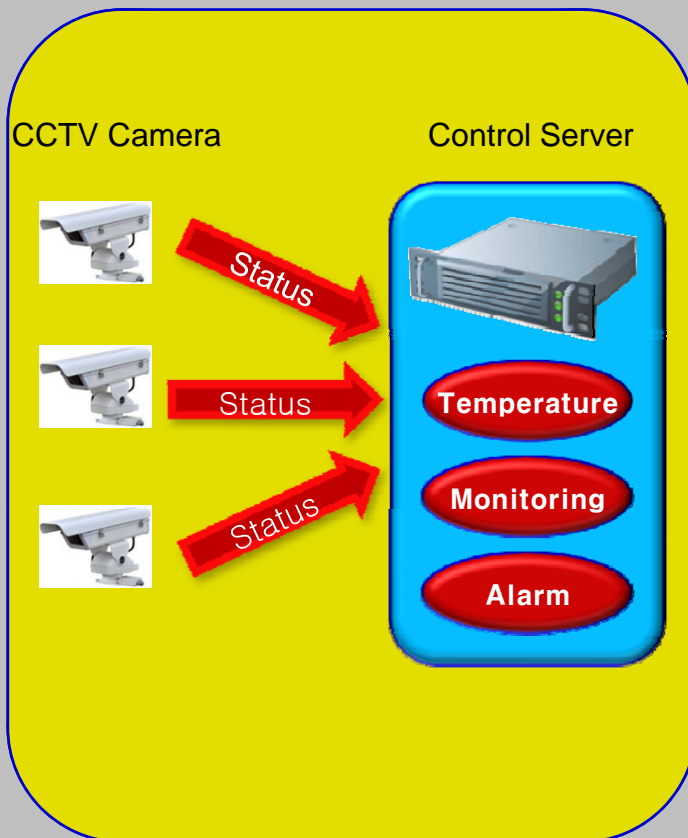 CCTV Camera
Control Server
Status
Status
Status
Temperature
Monitoring
Alarm